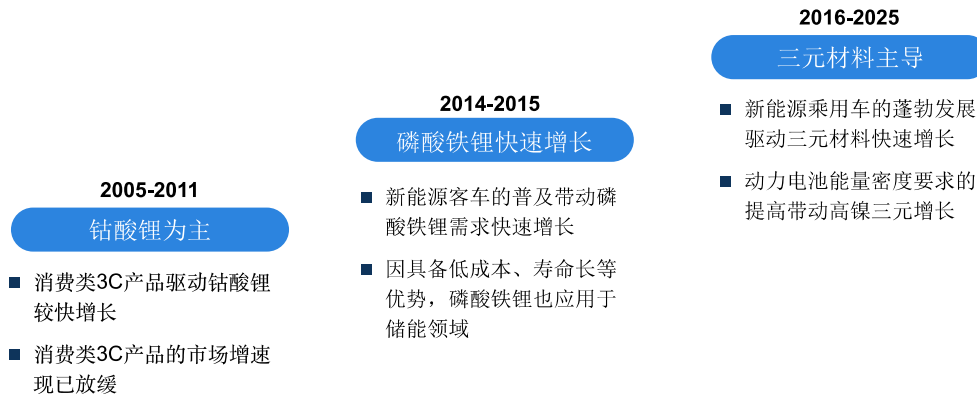 2005-2011
钴酸锂为主
消费类3C产品驱动钴酸锂
较快增长
消费类3C产品的市场增速
现已放缓
2014-2015
磷酸铁锂快速增长
新能源客车的普及带动磷
酸铁锂需求快速增长
因具备低成本、寿命长等
优势，磷酸铁锂也应用于
储能领域
2016-2025
三元材料主导
新能源乘用车的蓬勃发展
驱动三元材料快速增长
动力电池能量密度要求的
提高带动高镍三元增长